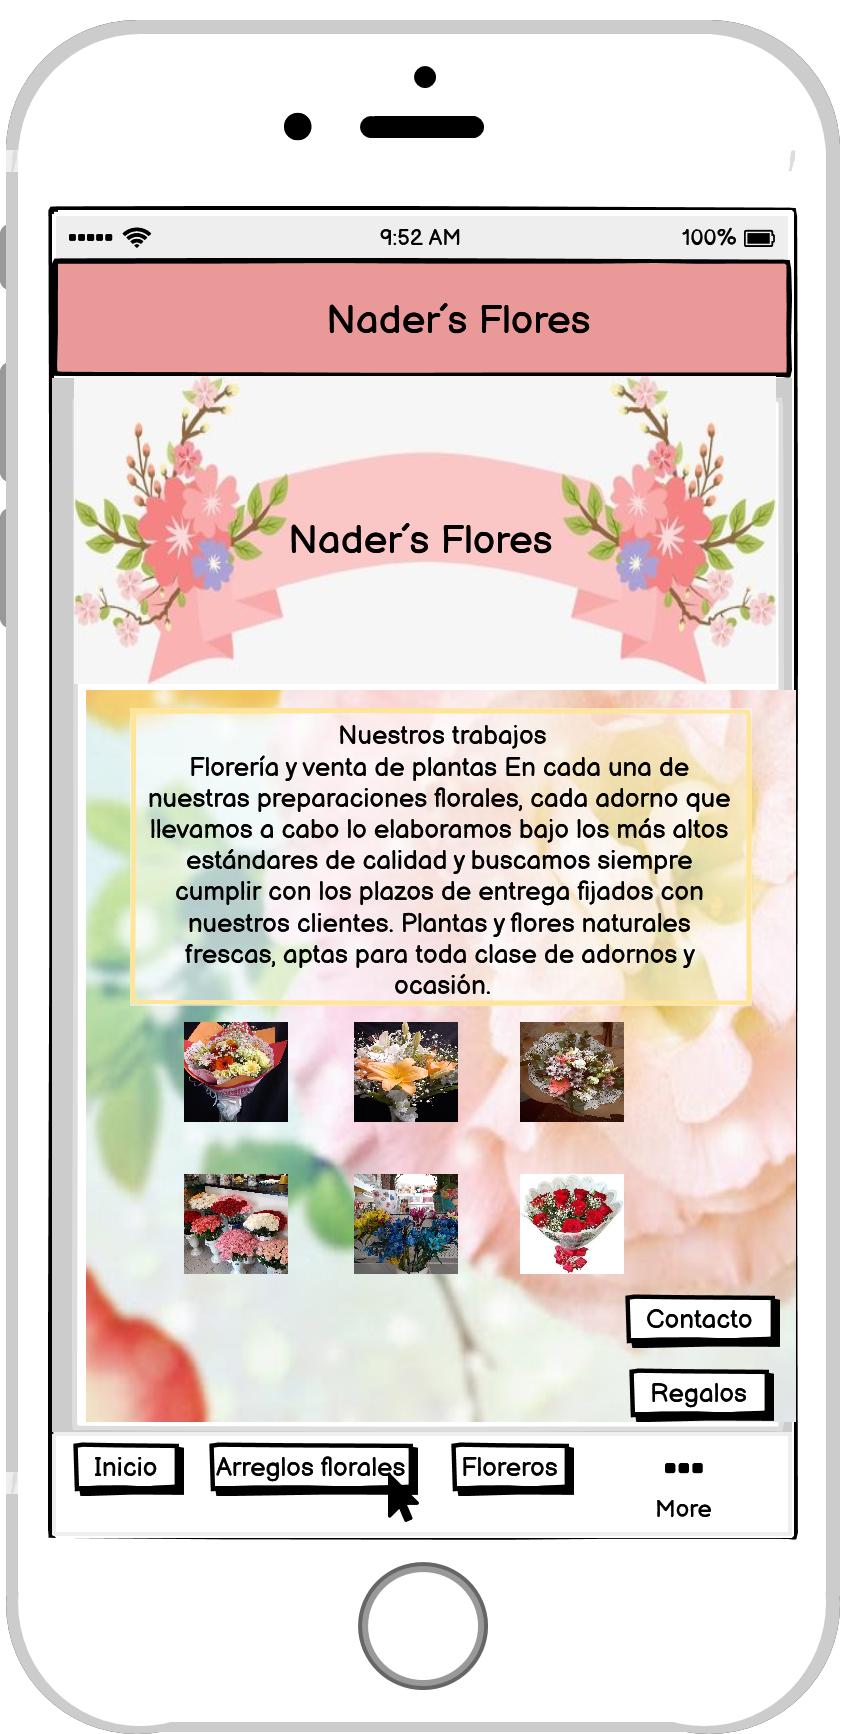 9:52 AM
100%
Nader´s Flores
Nader´s Flores
Nuestros trabajos
Florería y venta de plantas En cada una de
nuestras preparaciones florales, cada adorno que
llevamos a cabo lo elaboramos bajo los más altos
estándares de calidad y buscamos siempre
cumplir con los plazos de entrega fijados con
nuestros clientes. Plantas y flores naturales
frescas, aptas para toda clase de adornos y
ocasión.
Contacto
Regalos
Inicio
Arreglos florales
Floreros
More